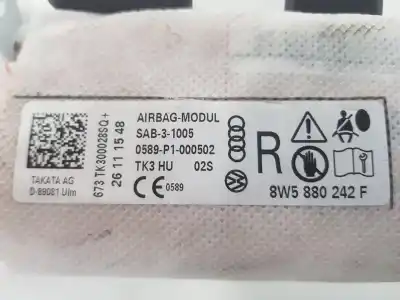 TAKATA AG
D-89081 Ulm
673 TK300028SQ+
26 11 15 48
AIRBAG-MODUL
SAB-3-1005
0589-P1-000502
TK3 HU 02S
CE 0589
R
8W5 880 242 F